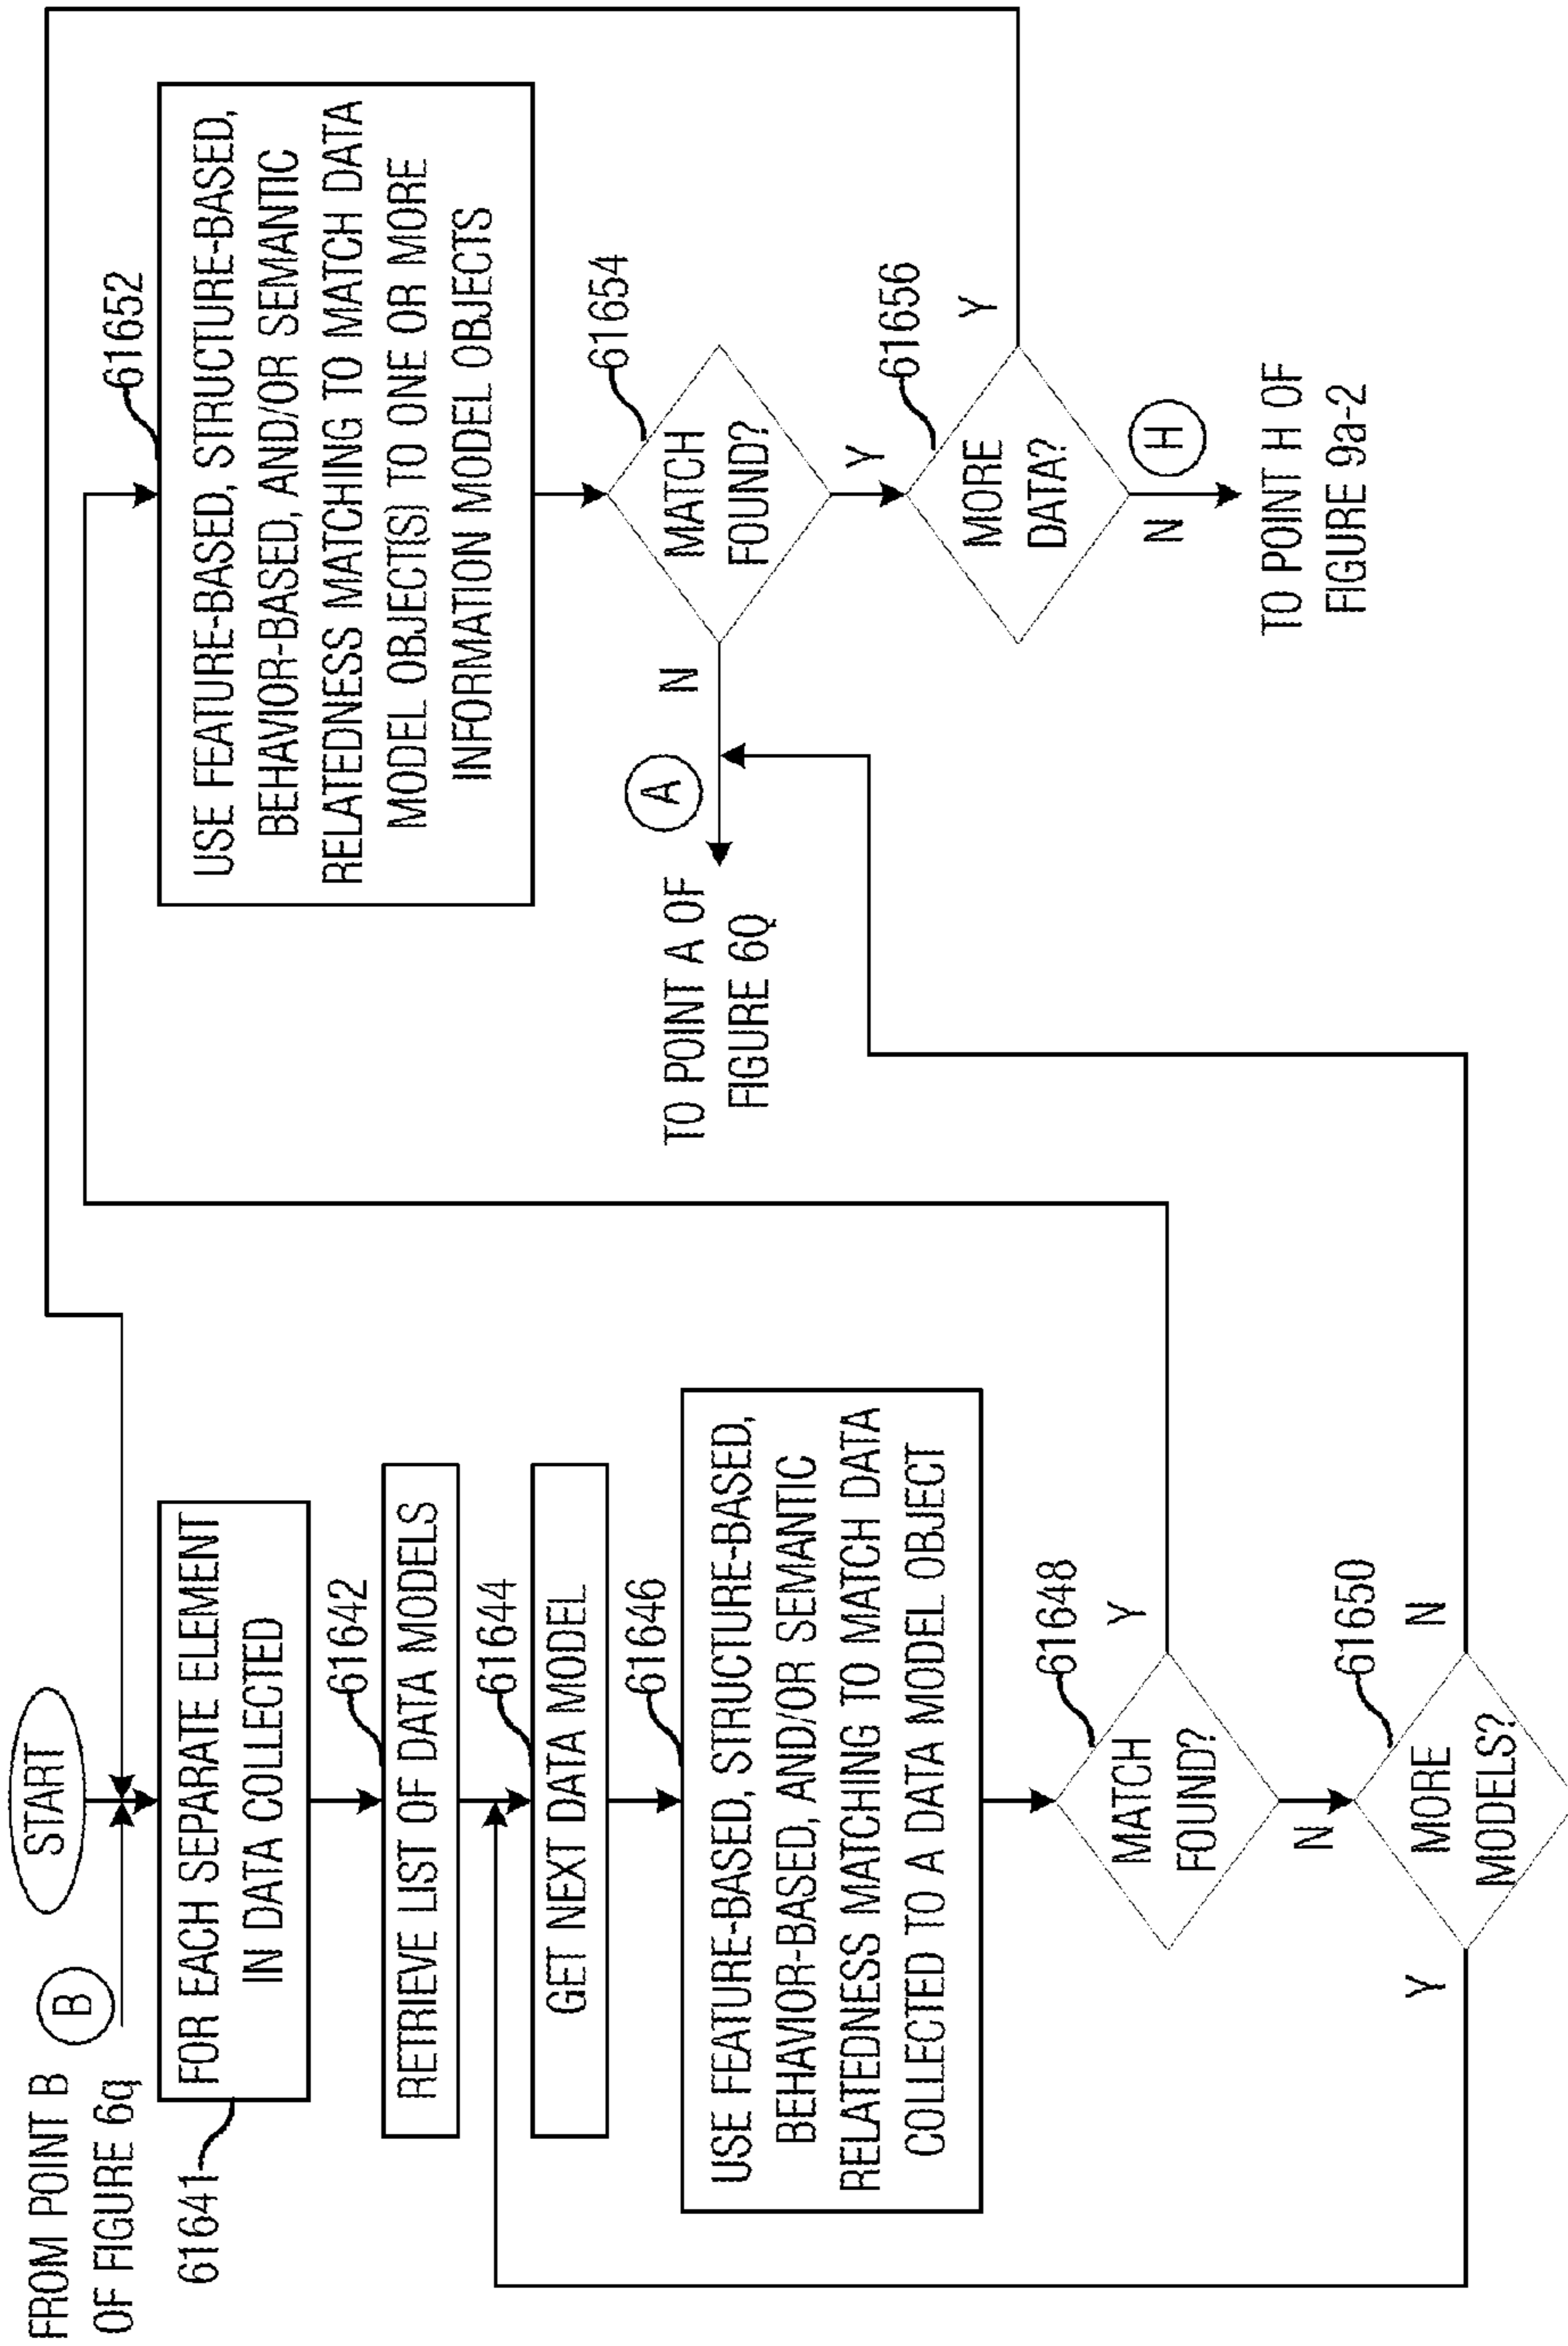 START
FROM POINT B
OF FIGURE 6q
B
61641
FOR EACH SEPARATE ELEMENT
IN DATA COLLECTED
61642
RETRIEVE LIST OF DATA MODELS
61644
GET NEXT DATA MODEL
61646
USE FEATURE-BASED, STRUCTURE-BASED,
BEHAVIOR-BASED, AND/OR SEMANTIC
RELATEDNESS MATCHING TO MATCH DATA
COLLECTED TO A DATA MODEL OBJECT
61648
MATCH
FOUND?
Y
N
61650
MORE
MODELS?
Y
N
61652
USE FEATURE-BASED, STRUCTURE-BASED,
BEHAVIOR-BASED, AND/OR SEMANTIC
RELATEDNESS MATCHING TO MATCH DATA
MODEL OBJECT(S) TO ONE OR MORE
INFORMATION MODEL OBJECTS
61654
MATCH
FOUND?
N
A
TO POINT A OF
FIGURE 6Q
Y
61656
MORE
DATA?
Y
N
H
TO POINT H OF
FIGURE 9a-2